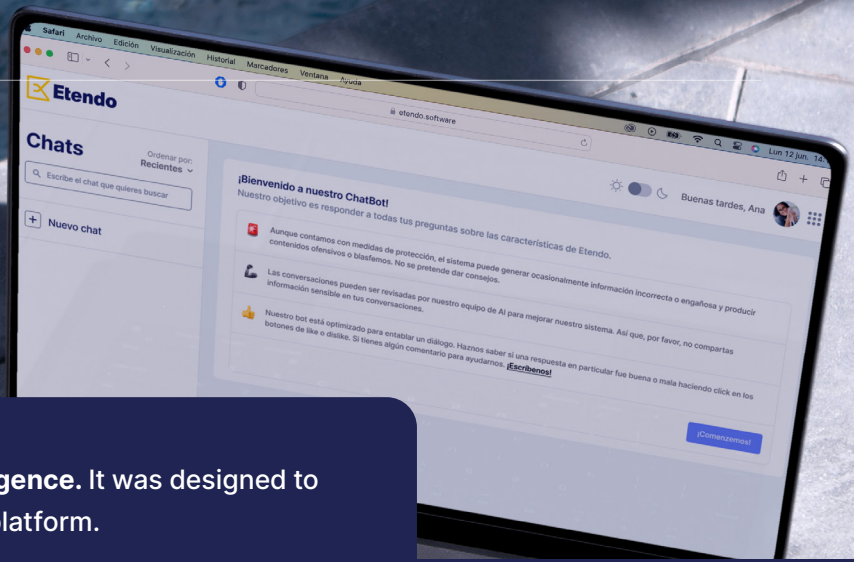 Safari Archivo Edición Visualización Historial Marcadores Ventana Ayuda
Lun 12 jun. 14:
etendo.software
Etendo
Buenas tardes, Ana
Chats
Ordenar por:
Recientes
Escribe el chat que quieres buscar
Nuevo chat
¡Bienvenido a nuestro ChatBot!
Nuestro objetivo es responder a todas tus preguntas sobre las características de Etendo.
Aunque contamos con medidas de protección, el sistema puede generar ocasionalmente información incorrecta o engañosa y producir
contenidos ofensivos o blasfemos. No se pretende dar consejos.
Las conversaciones pueden ser revisadas por nuestro equipo de AI para mejorar nuestro sistema. Así que, por favor, no compartas
información sensible en tus conversaciones.
Nuestro bot está optimizado para entablar un diálogo. Haznos saber si una respuesta en particular fue buena o mala haciendo click en los
botones de like o dislike. Si tienes algún comentario para ayudarnos. ¡Escríbenos!
¡Comenzemos!
gence. It was designed to
platform.